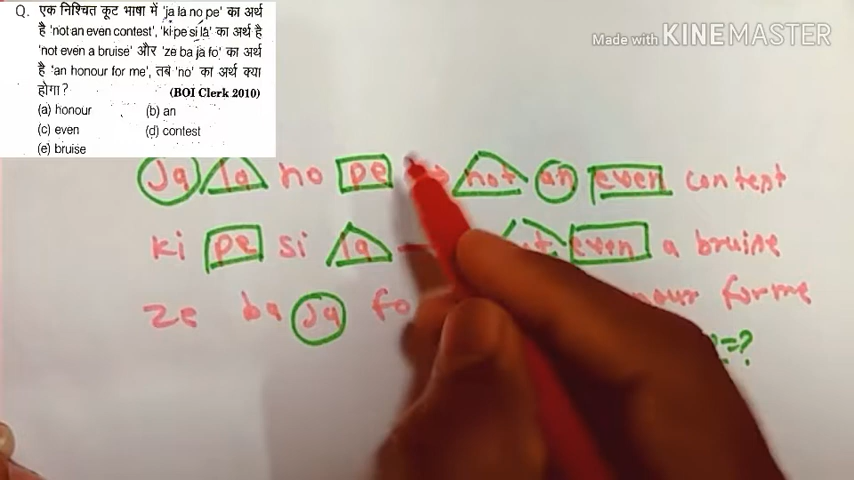 Made with KINEMASTER
Q. एक निश्चित कूट भाषा में 'ja la no pe' का अर्थ
है 'not an even contest', 'ki pe si la' का अर्थ है
'not even a bruise' और 'ze ba ja fo' का अर्थ
है 'an honour for me', तब 'no' का अर्थ क्या
होगा?
(BOI Clerk 2010)
(a) honour (b) an
(c) even (d) contest
(e) bruise
Ja la no pe → not an even contest
ki pe si la even a bruise
ze ba ja fo for me
=?